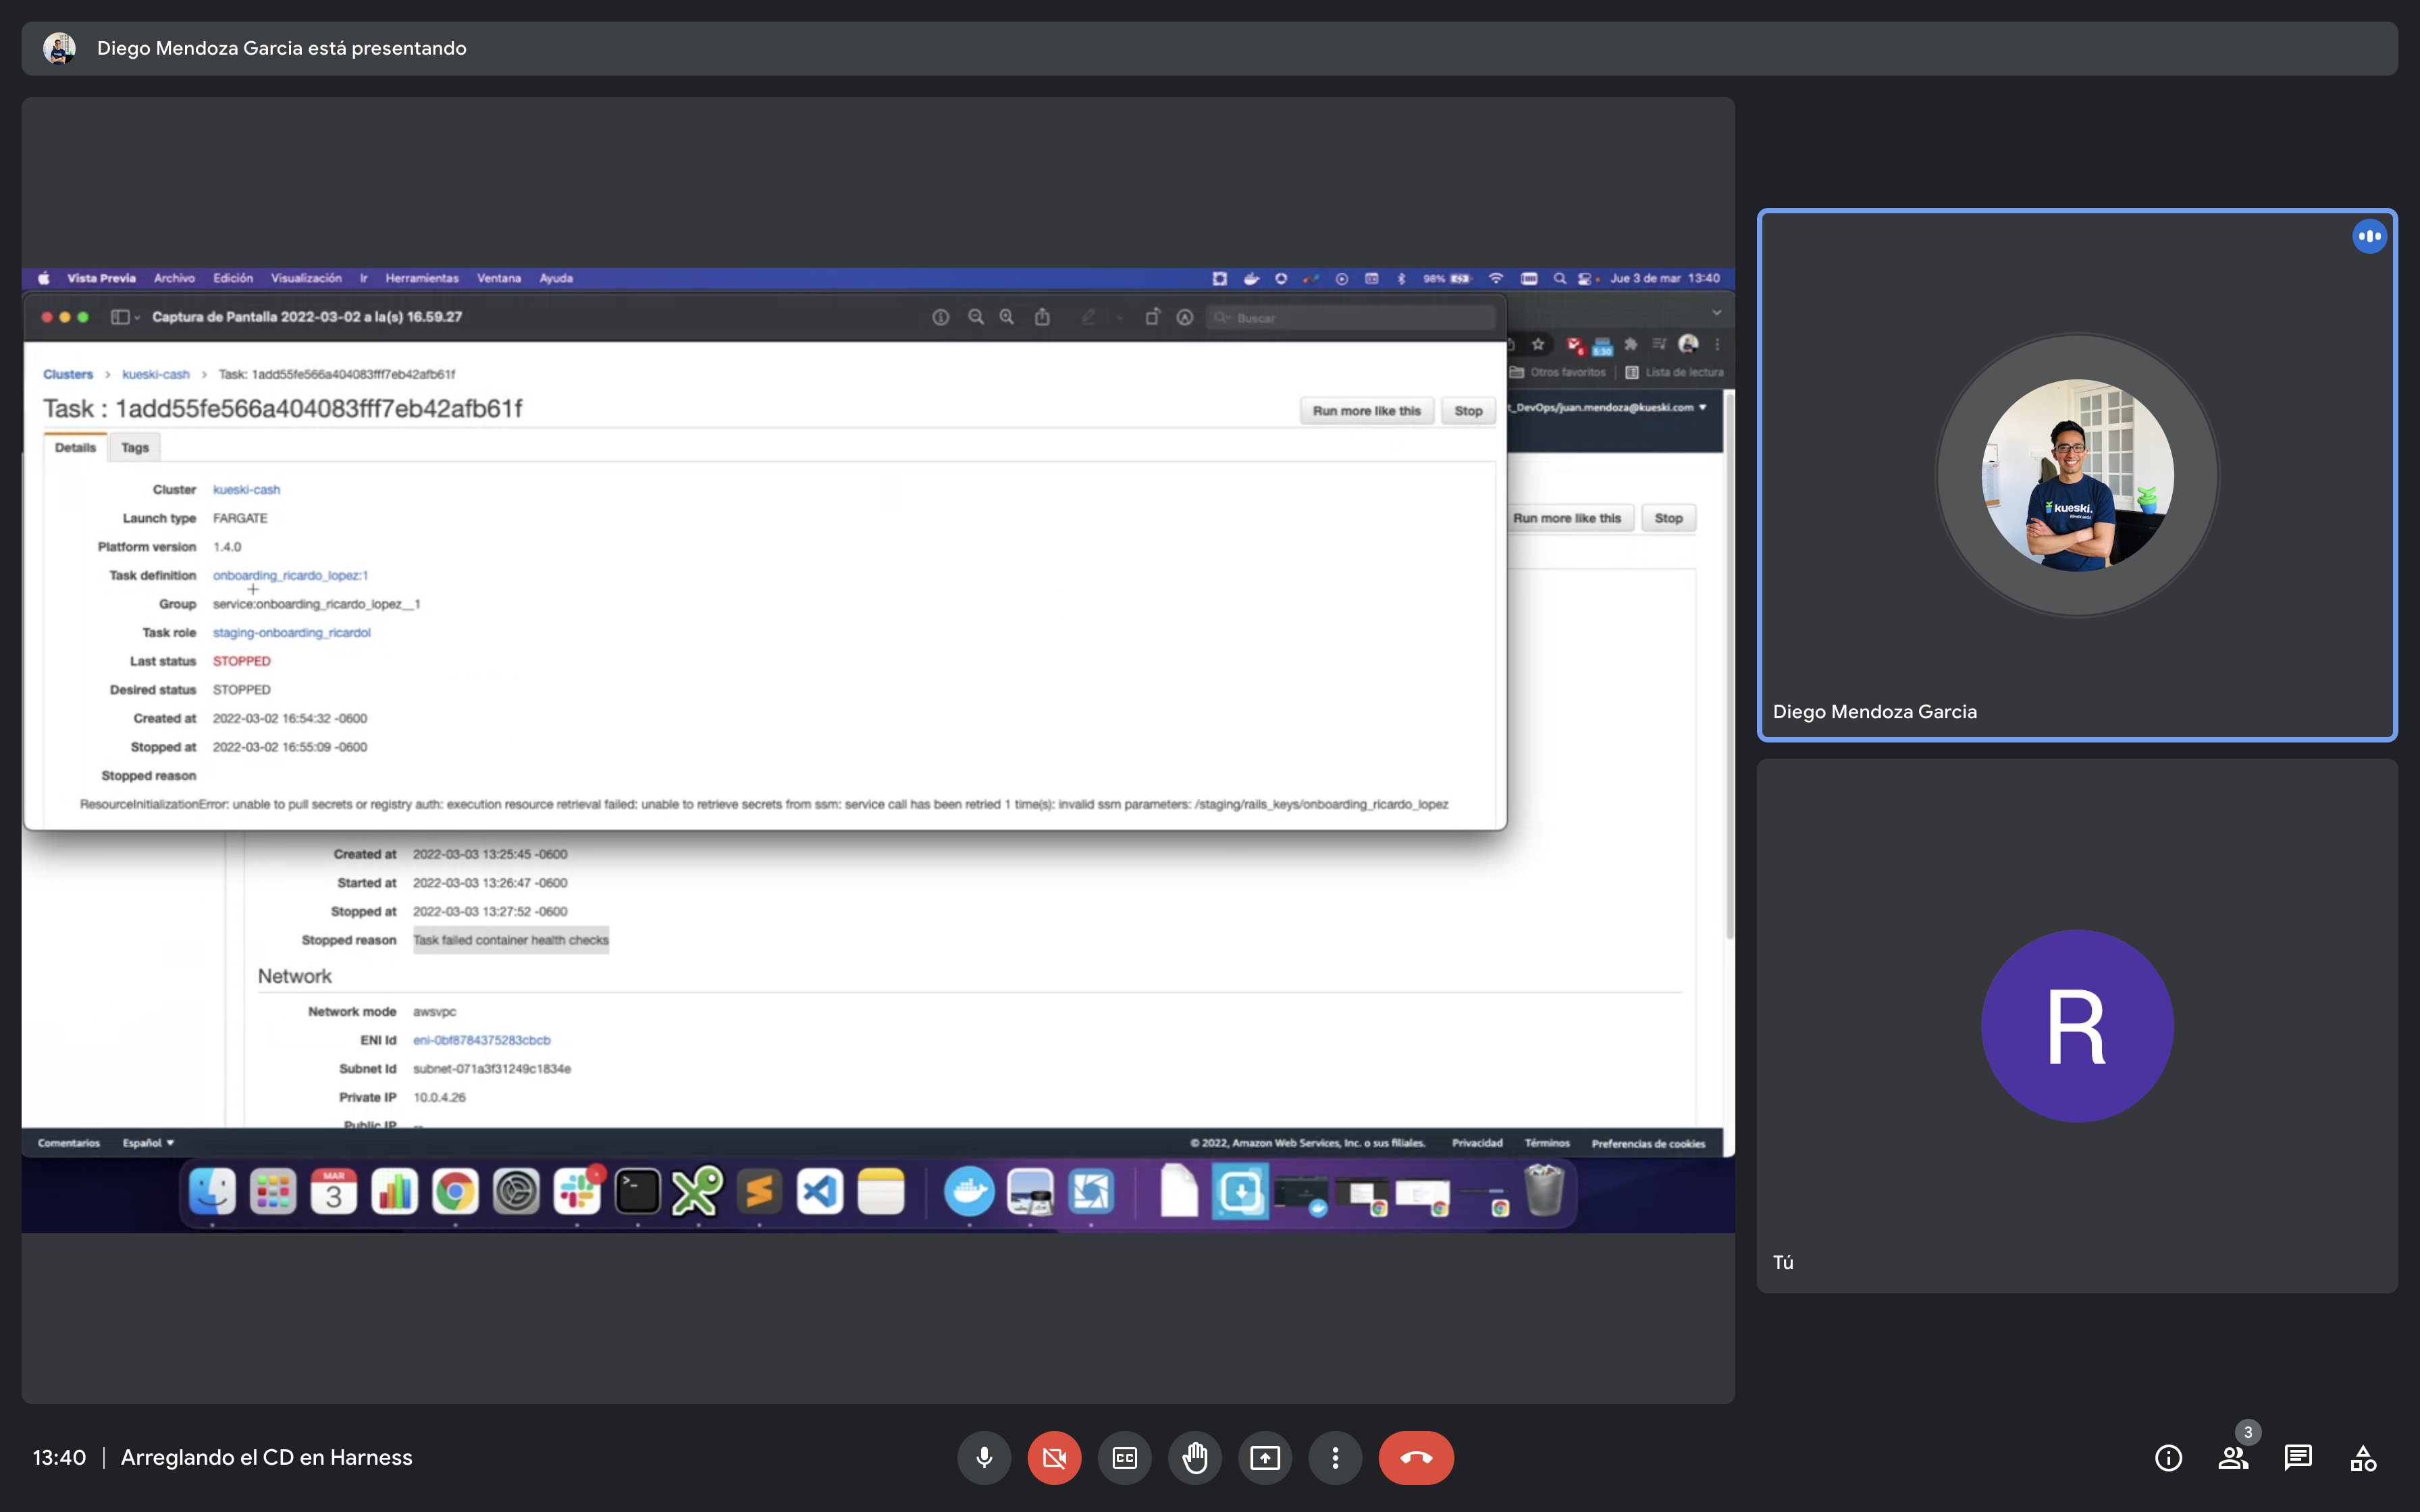 Diego Mendoza Garcia está presentando
Vista Previa Archivo Edición Visualización Ir Herramientas Ventana Ayuda
98% Jue 3 de mar 13:40
Captura de Pantalla 2022-03-02 a la(s) 16.59.27
Buscar
6
5:30
Otros favoritos Lista de lectura
Clusters > kueski-cash > Task: 1add55fe566a404083fff7eb42afb61f
Task : 1add55fe566a404083fff7eb42afb61f
Run more like this Stop
t_DevOps/juan.mendoza@kueski.com
Details Tags
Cluster kueski-cash
Launch type FARGATE
Run more like this Stop
Platform version 1.4.0
Task definition onboarding_ricardo_lopez:1
Group service:onboarding_ricardo_lopez__1
Task role staging-onboarding_ricardol
Last status STOPPED
Desired status STOPPED
Created at 2022-03-02 16:54:32 -0600
Stopped at 2022-03-02 16:55:09 -0600
Stopped reason
ResourceInitializationError: unable to pull secrets or registry auth: execution resource retrieval failed: unable to retrieve secrets from ssm: service call has been retried 1 time(s): invalid ssm parameters: /staging/rails_keys/onboarding_ricardo_lopez
Created at 2022-03-03 13:25:45 -0600
Started at 2022-03-03 13:26:47 -0600
Stopped at 2022-03-03 13:27:52 -0600
Stopped reason Task failed container health checks
Network
Network mode awsvpc
ENI Id eni-0bf8784375283cbcb
Subnet Id subnet-071a3f31249c1834e
Private IP 10.0.4.26
Public IP --
Comentarios Español
© 2022, Amazon Web Services, Inc. o sus filiales. Privacidad Términos Preferencias de cookies
MAR
3
kueski.
Diego Mendoza Garcia
R
Tú
13:40 | Arreglando el CD en Harness
CC
3